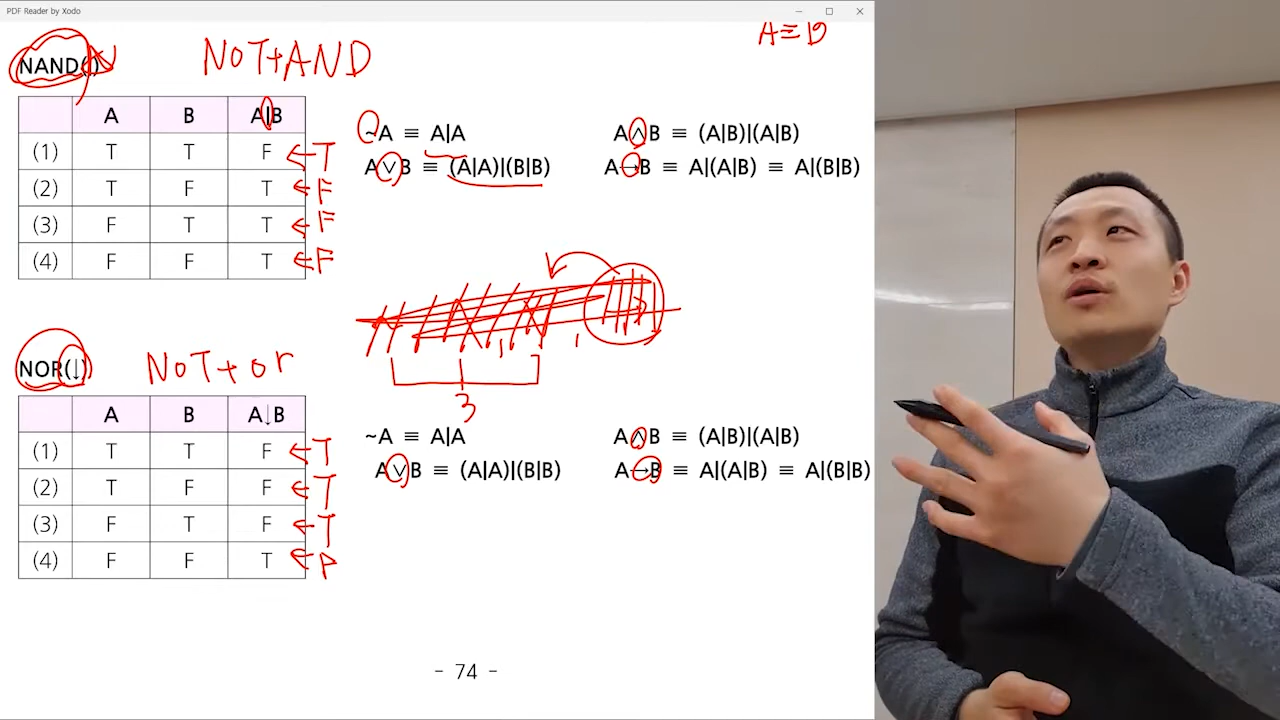 PDF Reader by Xodo
A≡B
NAND(|)
NOT+AND
A B A|B
(1) T T F ← T
(2) T F T ← F
(3) F T T ← F
(4) F F T ← F
~A ≡ A|A
A∨B ≡ (A|A)|(B|B)
A∧B ≡ (A|B)|(A|B)
A→B ≡ A|(A|B) ≡ A|(B|B)
3
NOR(↓)
NOT+or
A B A↓B
(1) T T F ← T
(2) T F F ← T
(3) F T F ← T
(4) F F T ← F
~A ≡ A|A
A∨B ≡ (A|A)|(B|B)
A∧B ≡ (A|B)|(A|B)
A→B ≡ A|(A|B) ≡ A|(B|B)
- 74 -